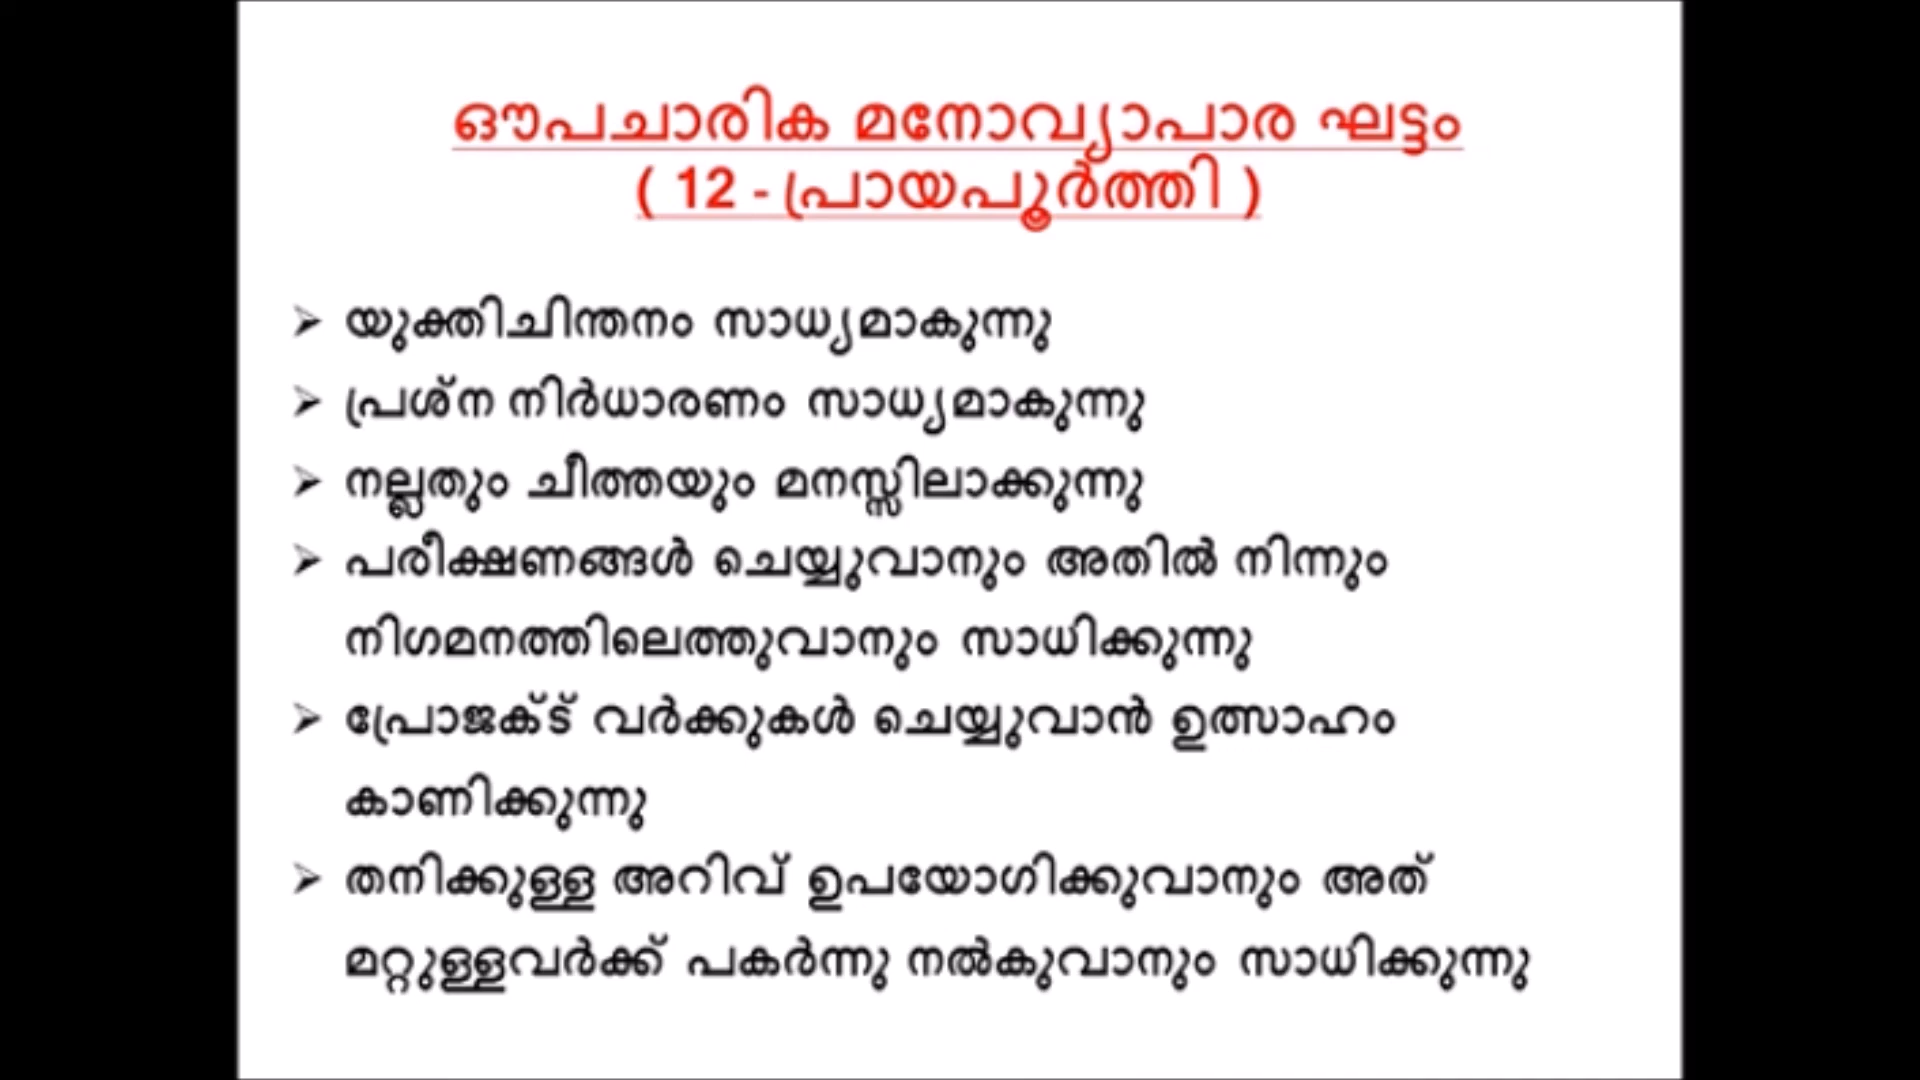 ഔപചാരിക മനോവ്യാപാര ഘട്ടം
( 12 - പ്രായപൂർത്തി )
➢ യുക്തിചിന്തനം സാധ്യമാകുന്നു
➢ പ്രശ്ന നിർധാരണം സാധ്യമാകുന്നു
➢ നല്ലതും ചീത്തയും മനസ്സിലാക്കുന്നു
➢ പരീക്ഷണങ്ങൾ ചെയ്യുവാനും അതിൽ നിന്നും
നിഗമനത്തിലെത്തുവാനും സാധിക്കുന്നു
➢ പ്രോജക്ട് വർക്കുകൾ ചെയ്യുവാൻ ഉത്സാഹം
കാണിക്കുന്നു
➢ തനിക്കുള്ള അറിവ് ഉപയോഗിക്കുവാനും അത്
മറ്റുള്ളവർക്ക് പകർന്നു നൽകുവാനും സാധിക്കുന്നു